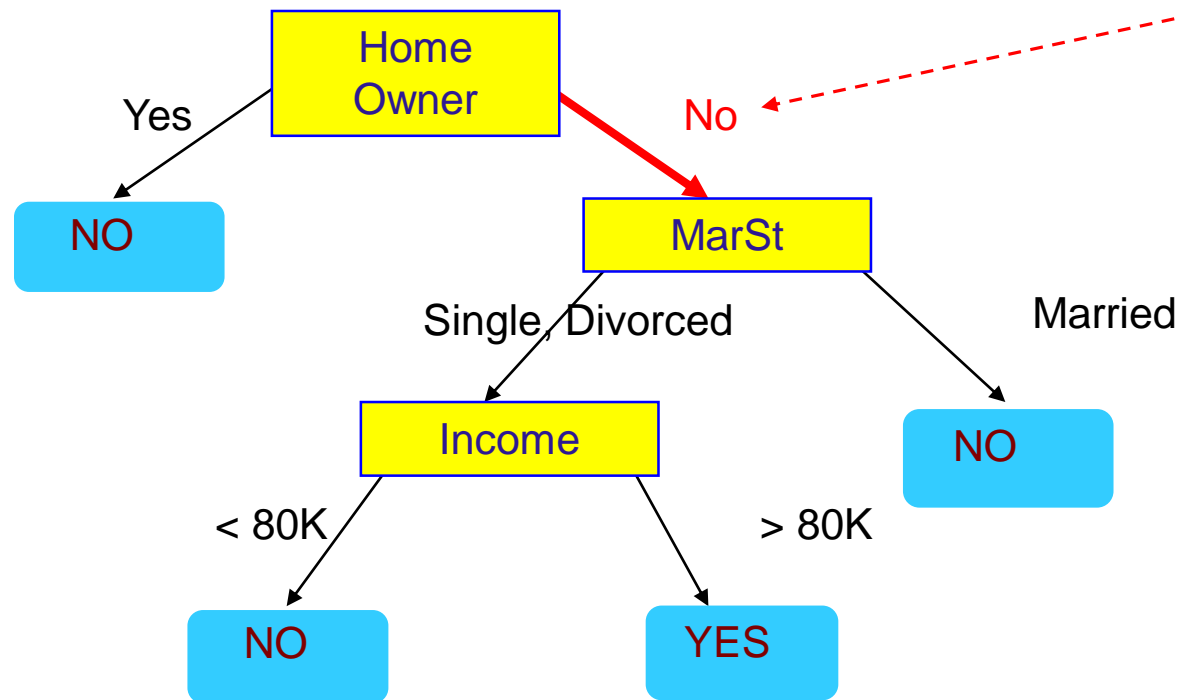 Home
Owner
Yes
No
NO
MarSt
Single, Divorced
Married
Income
NO
< 80K
> 80K
NO
YES